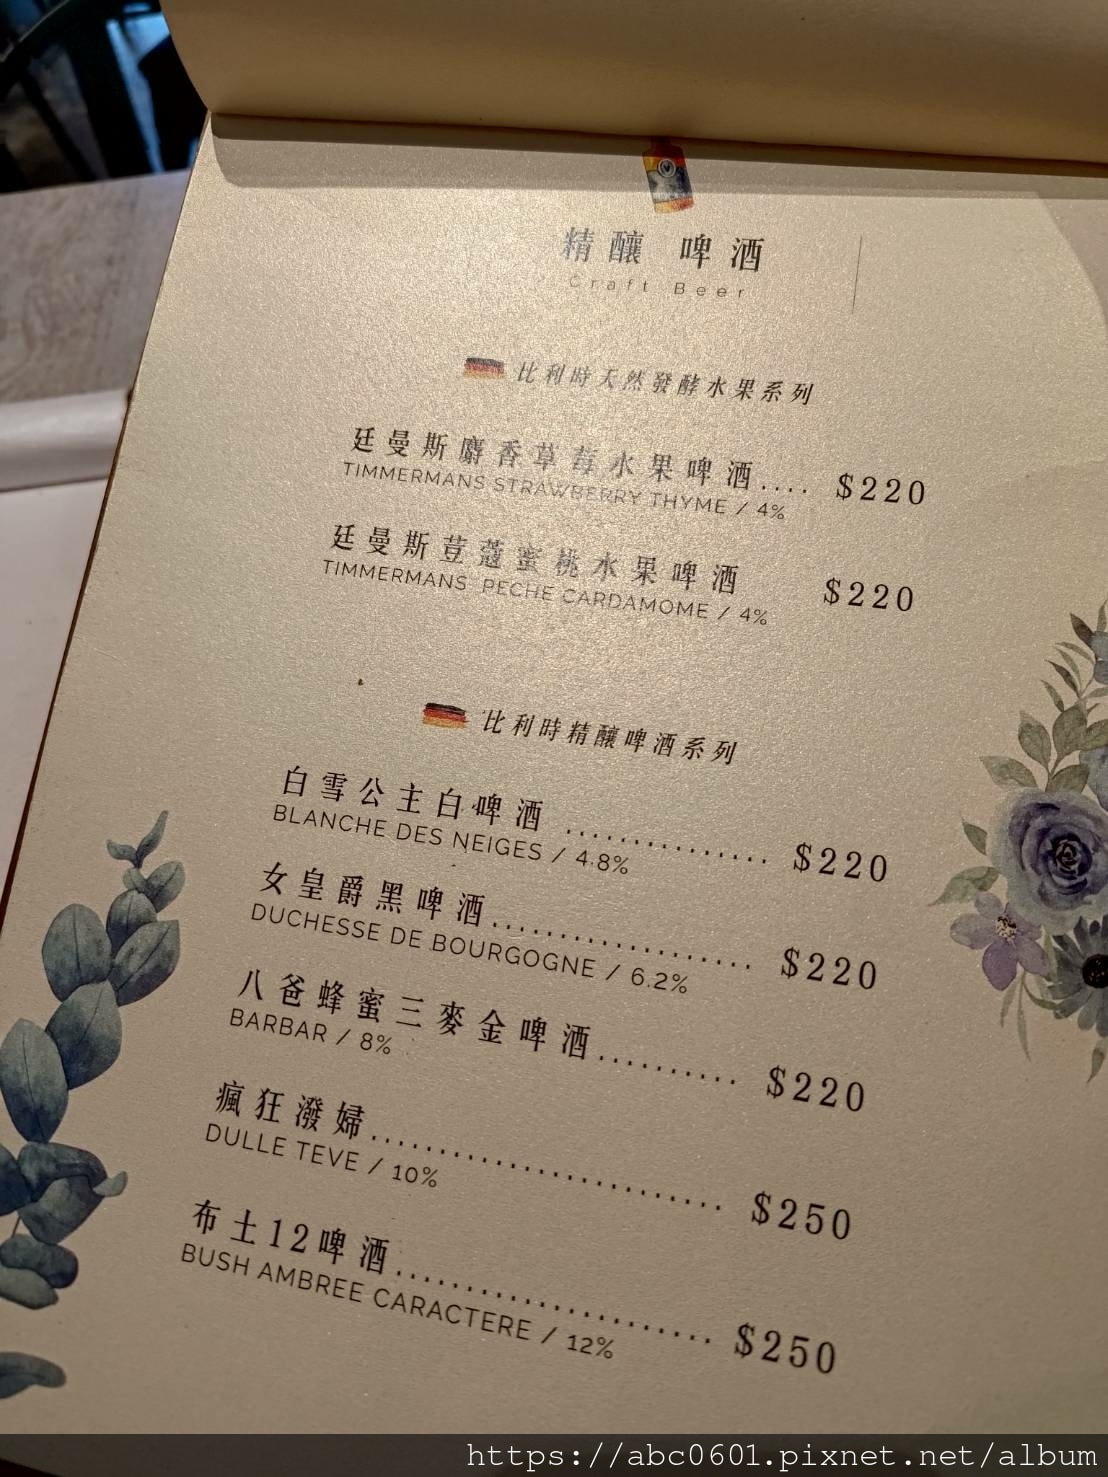 精釀 啤酒
Craft Beer
比利時天然發酵水果系列
廷曼斯麝香草莓水果啤酒.... $220
TIMMERMANS STRAWBERRY THYME / 4%
廷曼斯荳蔻蜜桃水果啤酒 $220
TIMMERMANS PECHE CARDAMOME / 4%
比利時精釀啤酒系列
白雪公主白啤酒 ................ $220
BLANCHE DES NEIGES / 4.8%
女皇爵黑啤酒.................... $220
DUCHESSE DE BOURGOGNE / 6.2%
八爸蜂蜜三麥金啤酒........... $220
BARBAR / 8%
瘋狂潑婦.......................... $250
DULLE TEVE / 10%
布土12啤酒........................ $250
BUSH AMBREE CARACTERE / 12%
https://abc0601.pixnet.net/album